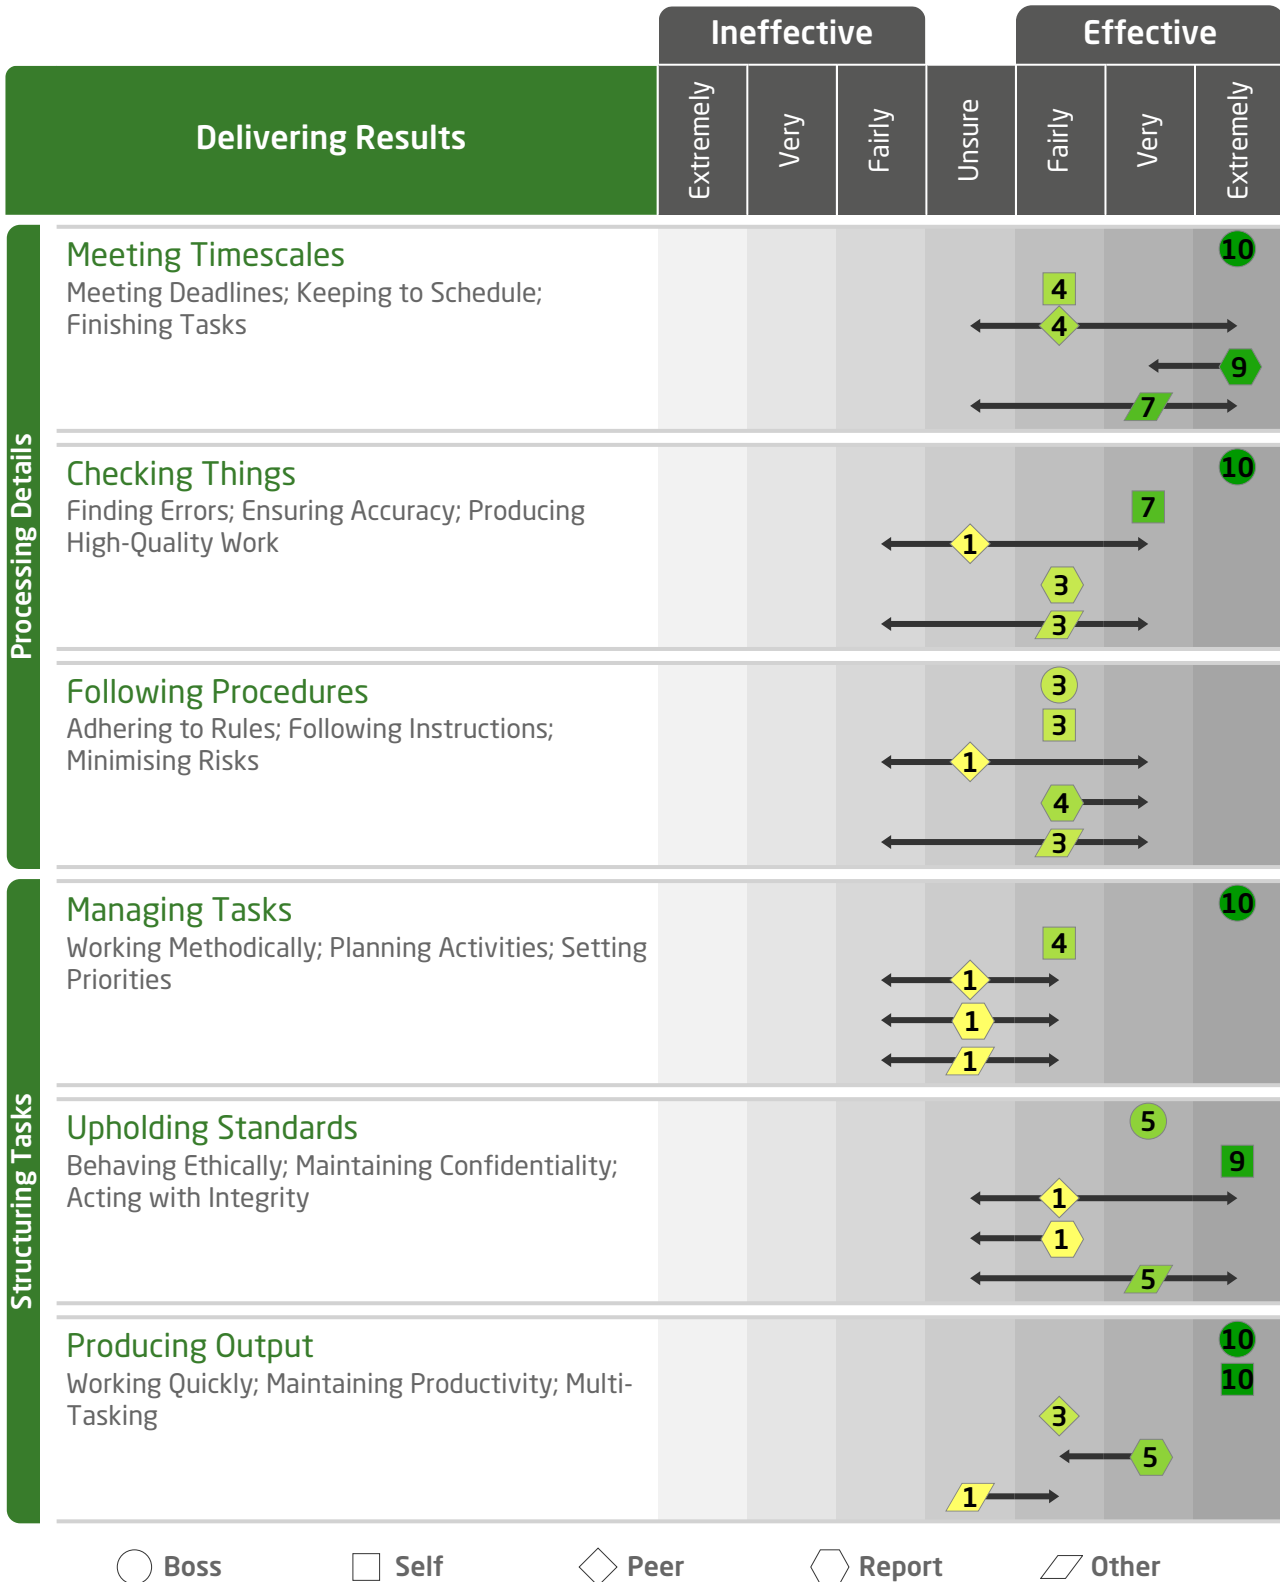 Ineffective
Effective
Delivering Results
Extremely
Very
Fairly
Unsure
Fairly
Very
Extremely
Processing Details
Meeting Timescales
Meeting Deadlines; Keeping to Schedule;
Finishing Tasks
10
4
4
9
7
Checking Things
Finding Errors; Ensuring Accuracy; Producing
High-Quality Work
10
7
1
3
3
Following Procedures
Adhering to Rules; Following Instructions;
Minimising Risks
3
3
1
4
3
Structuring Tasks
Managing Tasks
Working Methodically; Planning Activities; Setting
Priorities
10
4
1
1
1
Upholding Standards
Behaving Ethically; Maintaining Confidentiality;
Acting with Integrity
5
9
1
1
5
Producing Output
Working Quickly; Maintaining Productivity; Multi-
Tasking
10
10
3
5
1
Boss
Self
Peer
Report
Other